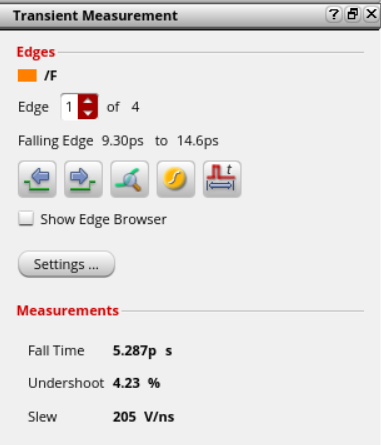 Transient Measurement
Edges
/F
Edge 1 of 4
Falling Edge 9.30ps to 14.6ps
t
Show Edge Browser
Settings ...
Measurements
Fall Time 5.287p s
Undershoot 4.23 %
Slew 205 V/ns